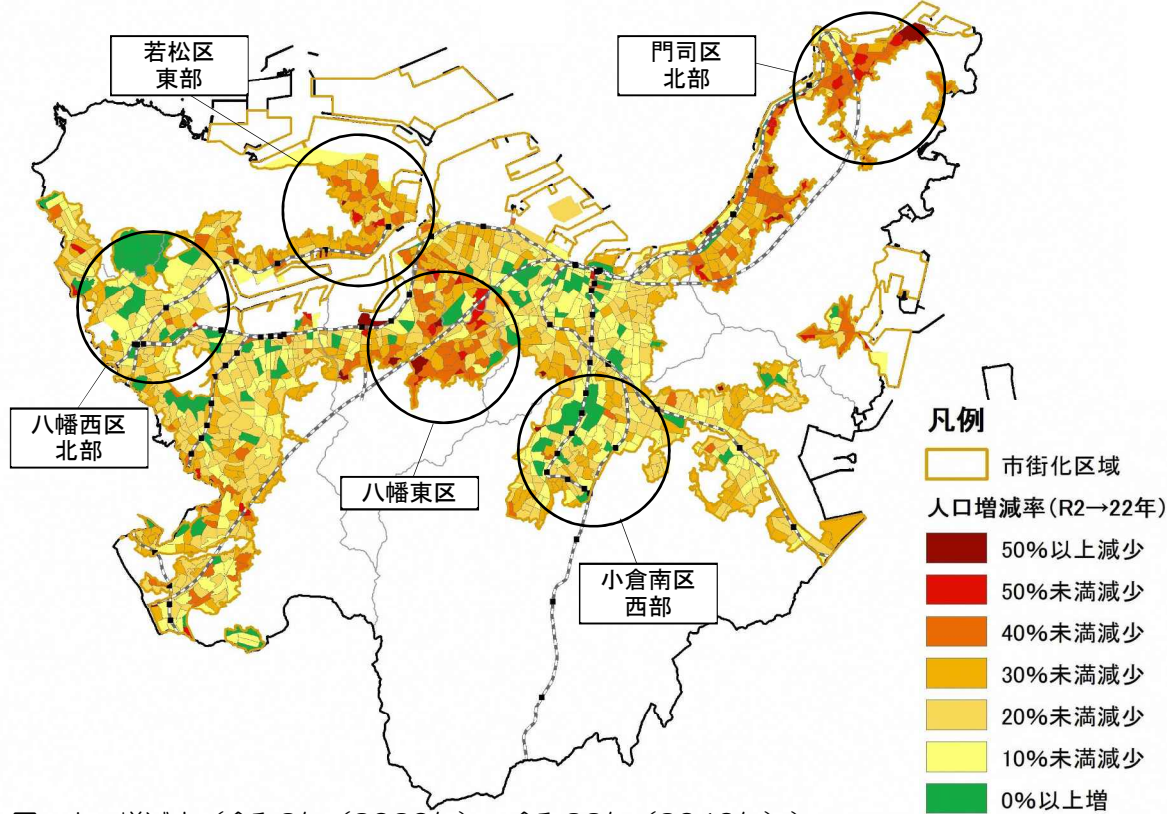 若松区
東部
門司区
北部
八幡西区
北部
八幡東区
小倉南区
西部
凡例
市街化区域
人口増減率(R2→22年)
50%以上減少
50%未満減少
40%未満減少
30%未満減少
20%未満減少
10%未満減少
0%以上増